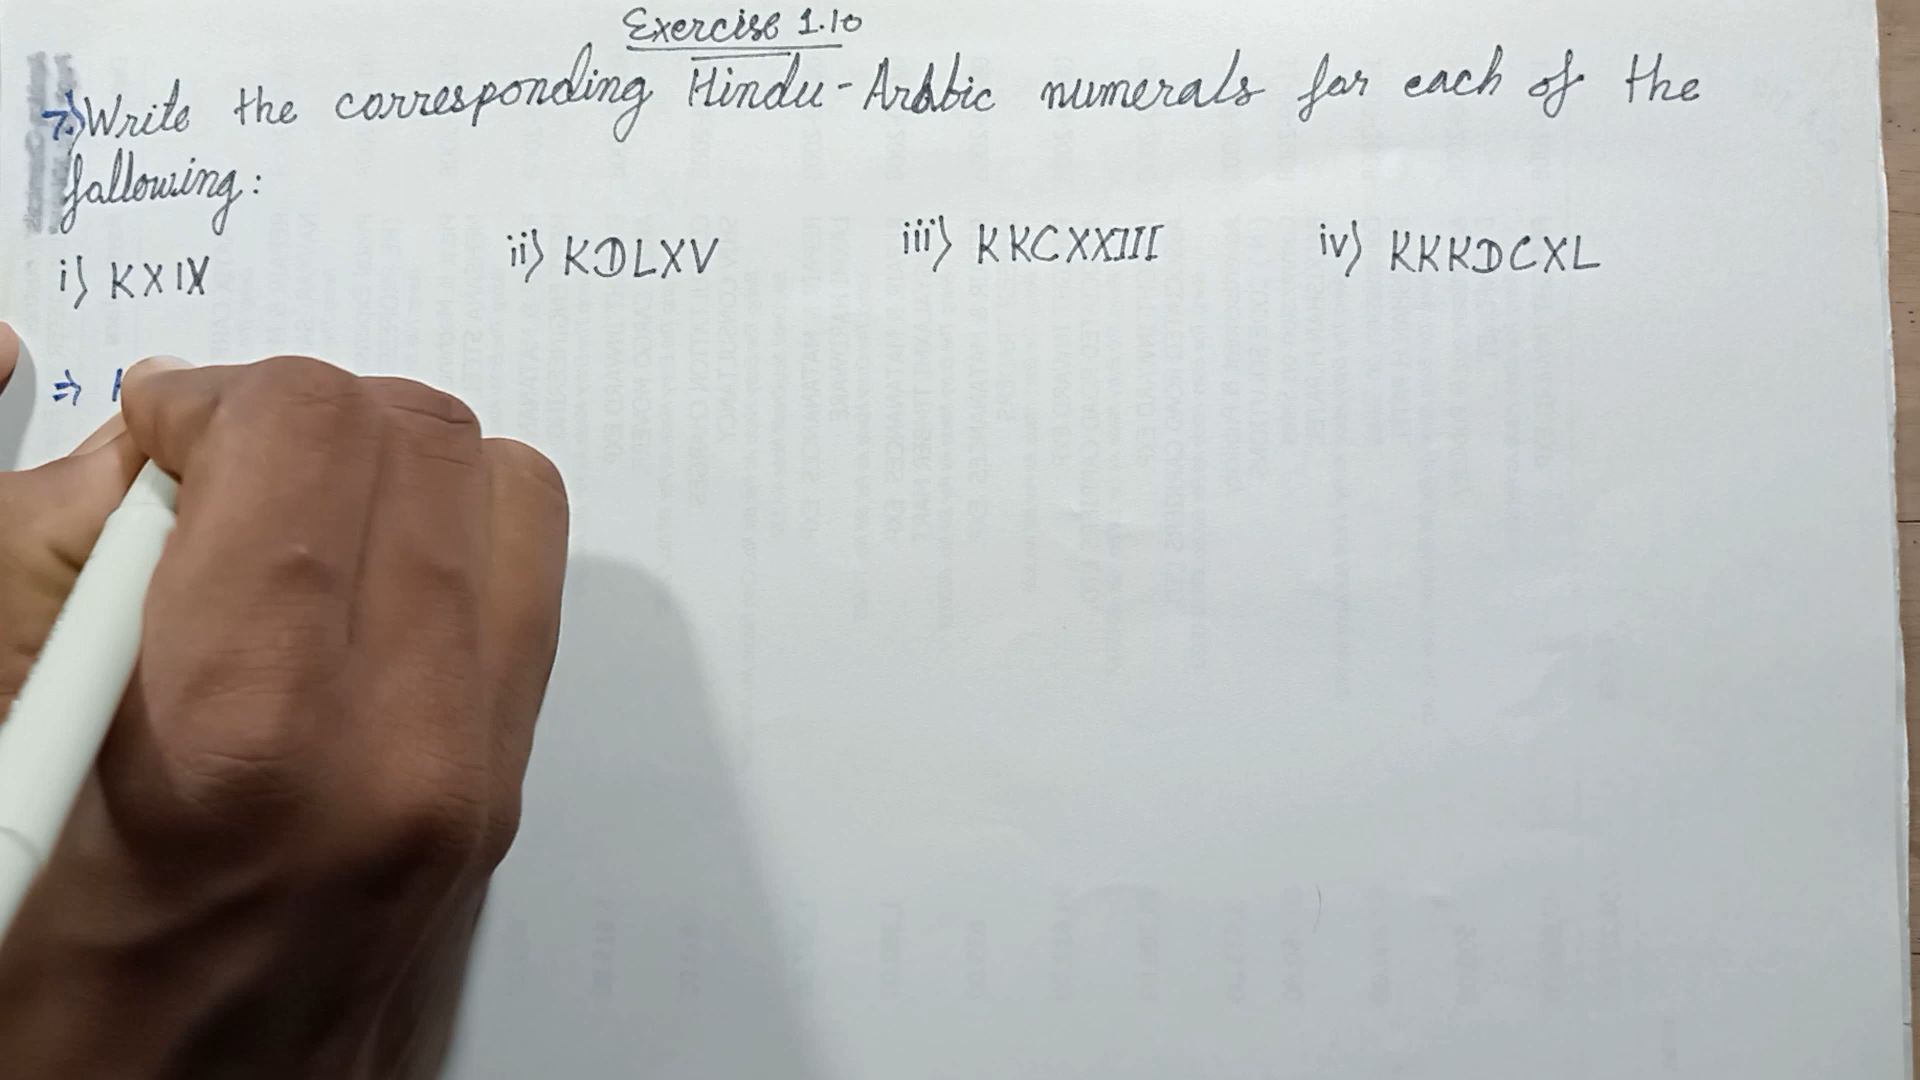 Exercise 1.10
7.) Write the corresponding Hindu-Arabic numerals for each of the
following:
i) KXIX ii) KDLXV iii) KKCXXIII iv) KKKDCXL
⇒